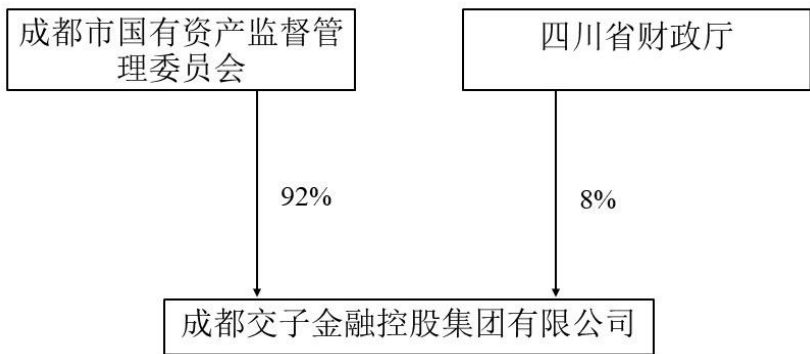 成都市国有资产监督管
理委员会
四川省财政厅
92%
8%
成都交子金融控股集团有限公司